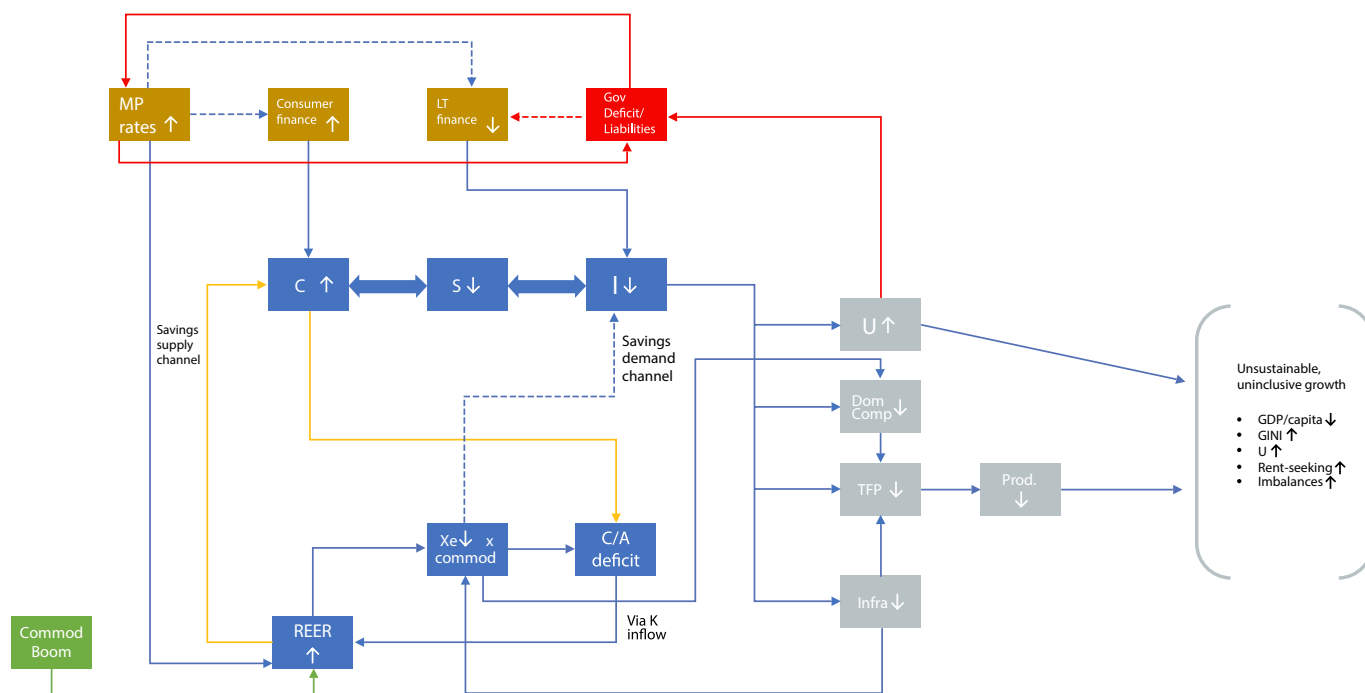 MP
rates ↑
Consumer
finance ↑
LT
finance ↓
Gov
Deficit/
Liabilities
C ↑
S ↓
I ↓
Savings
supply
channel
Savings
demand
channel
U ↑
Dom
Comp ↓
TFP ↓
Prod.
↓
Infra ↓
Unsustainable,
uninclusive growth
• GDP/capita ↓
• GINI ↑
• U ↑
• Rent-seeking ↑
• Imbalances ↑
Xe ↓ x
commod
C/A
deficit
Via K
inflow
REER
↑
Commod
Boom